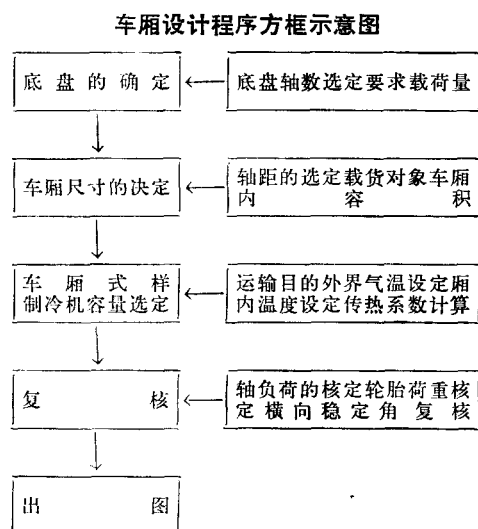 车厢设计程序方框示意图
底盘的确定
底盘轴数选定要求载荷量
车厢尺寸的决定
轴距的选定载货对象车厢
内容积
车厢式样
制冷机容量选定
运输目的外界气温设定厢
内温度设定传热系数计算
复核
轴负荷的核定轮胎荷重核
定横向稳定角复核
出图